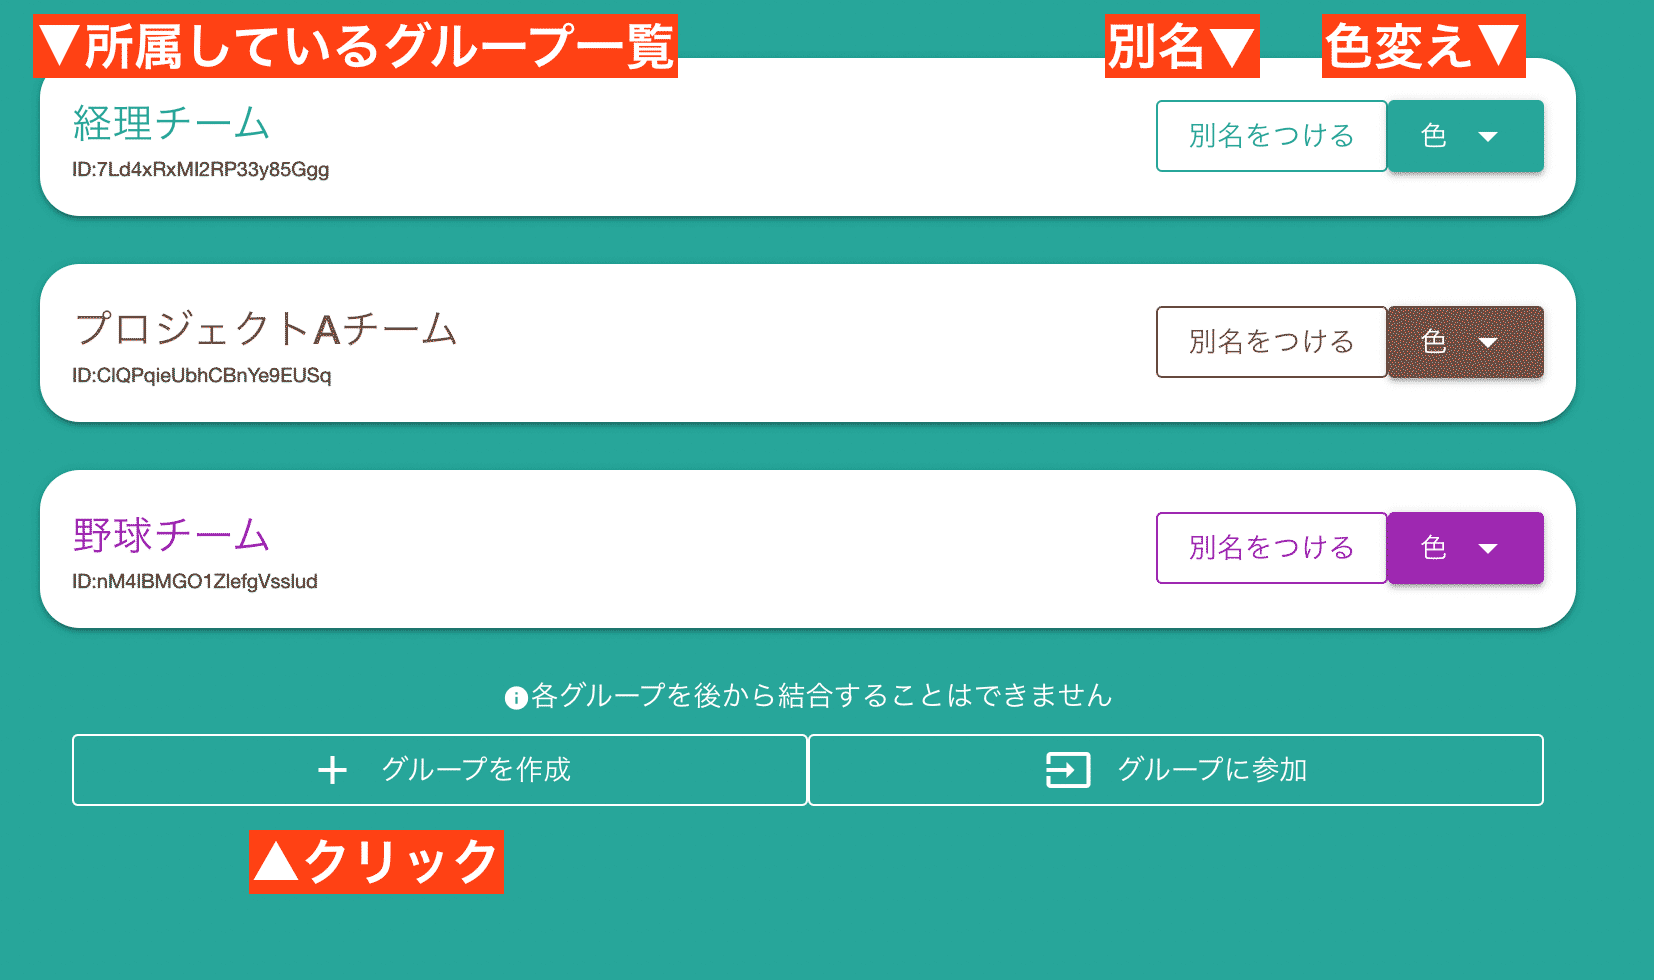 ▼所属しているグループ一覧
別名▼
色変え▼
経理チーム
別名をつける
色
ID:7Ld4xRxMI2RP33y85Ggg
プロジェクトAチーム
別名をつける
色
ID:ClQPqieUbhCBnYe9EUSq
野球チーム
別名をつける
色
ID:nM4IBMGO1ZlefgVssIud
各グループを後から結合することはできません
グループを作成
グループに参加
▲クリック